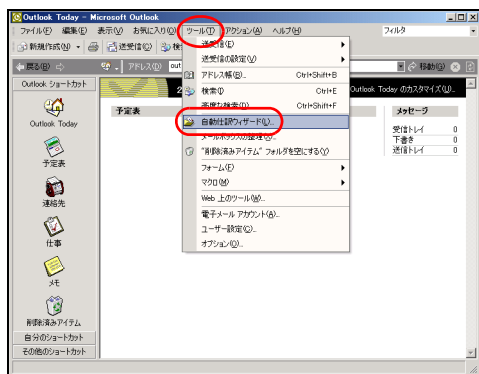 Outlook Today - Microsoft Outlook
ファイル(F) 編集(E) 表示(V) お気に入り(O) ツール(T) アクション(A) ヘルプ(H) フィルタ
新規作成(N) 送受信(C)
戻る(B) アドレス(D) out 移動(G)
Outlook ショートカット
Outlook Today
予定表
連絡先
仕事
メモ
削除済みアイテム
自分のショートカット
その他のショートカット
2
予定表
送受信(E)
送受信の設定(V)
アドレス帳(B)... Ctrl+Shift+B
検索(I) Ctrl+E
高度な検索(D)... Ctrl+Shift+F
自動仕訳ウィザード(L)...
メールボックスの整理(O)...
"削除済みアイテム" フォルダを空にする(Y)
フォーム(F)
マクロ(M)
Web 上のツール(W)...
電子メール アカウント(A)...
ユーザー設定(C)...
オプション(O)...
Outlook Today のカスタマイズ(U)...
メッセージ
受信トレイ 0
下書き 0
送信トレイ 0